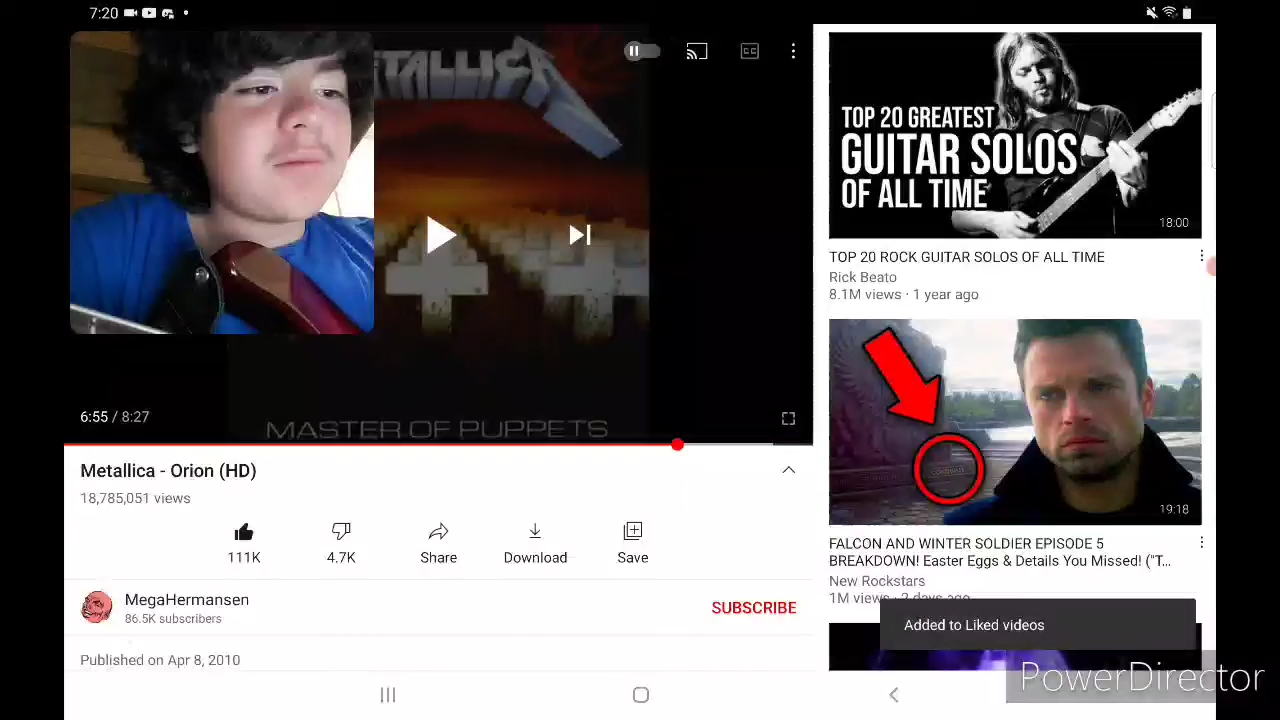 7:20
METALLICA
MASTER OF PUPPETS
CC
6:55 / 8:27
Metallica - Orion (HD)
18,785,051 views
111K
4.7K
Share
Download
Save
MegaHermansen
86.5K subscribers
SUBSCRIBE
Published on Apr 8, 2010
TOP 20 GREATEST
GUITAR SOLOS
OF ALL TIME
18:00
TOP 20 ROCK GUITAR SOLOS OF ALL TIME
Rick Beato
8.1M views · 1 year ago
19:18
FALCON AND WINTER SOLDIER EPISODE 5
BREAKDOWN! Easter Eggs & Details You Missed! ("T...
New Rockstars
1M views · 2 days ago
Added to Liked videos
PowerDirector